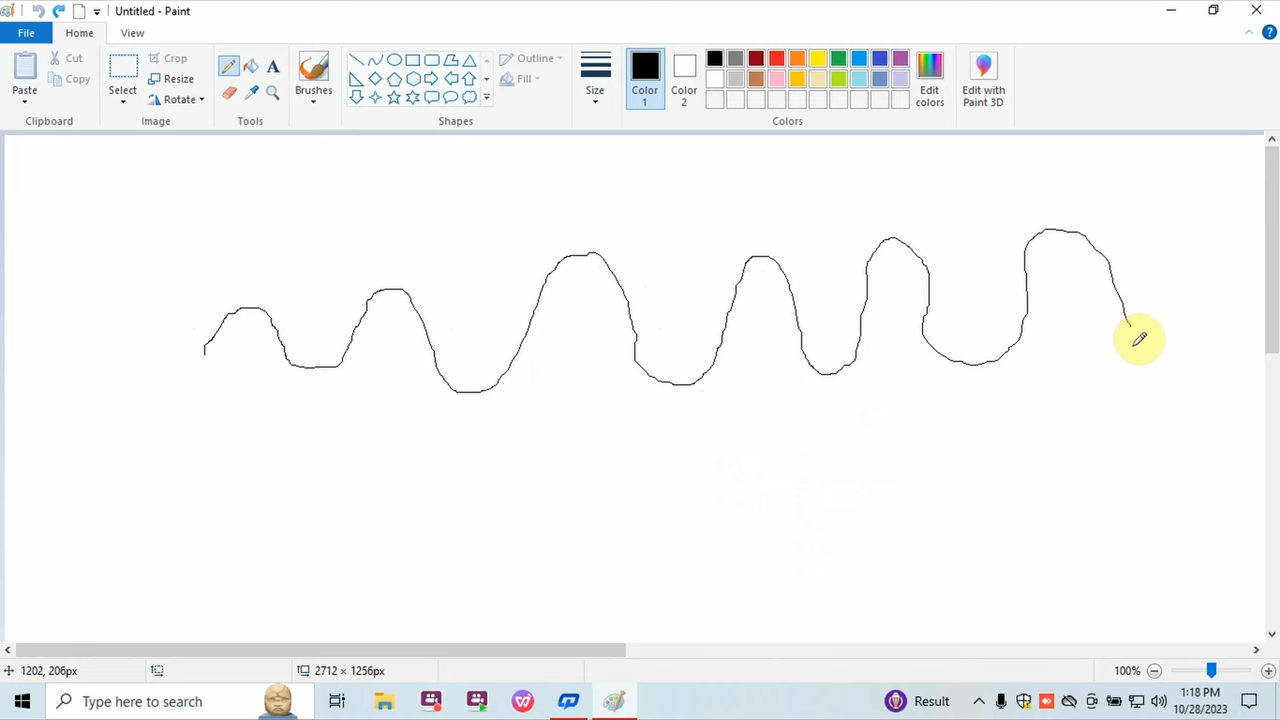 Untitled - Paint
File
Home
View
Paste
Cut
Copy
Clipboard
Select
Crop
Resize
Rotate
Image
A
Tools
Brushes
Shapes
Outline
Fill
Size
Color
1
Color
2
Edit
colors
Colors
Edit with
Paint 3D
?
1202, 206px
2712 × 1256px
100%
Type here to search
Result
1:18 PM
10/28/2023